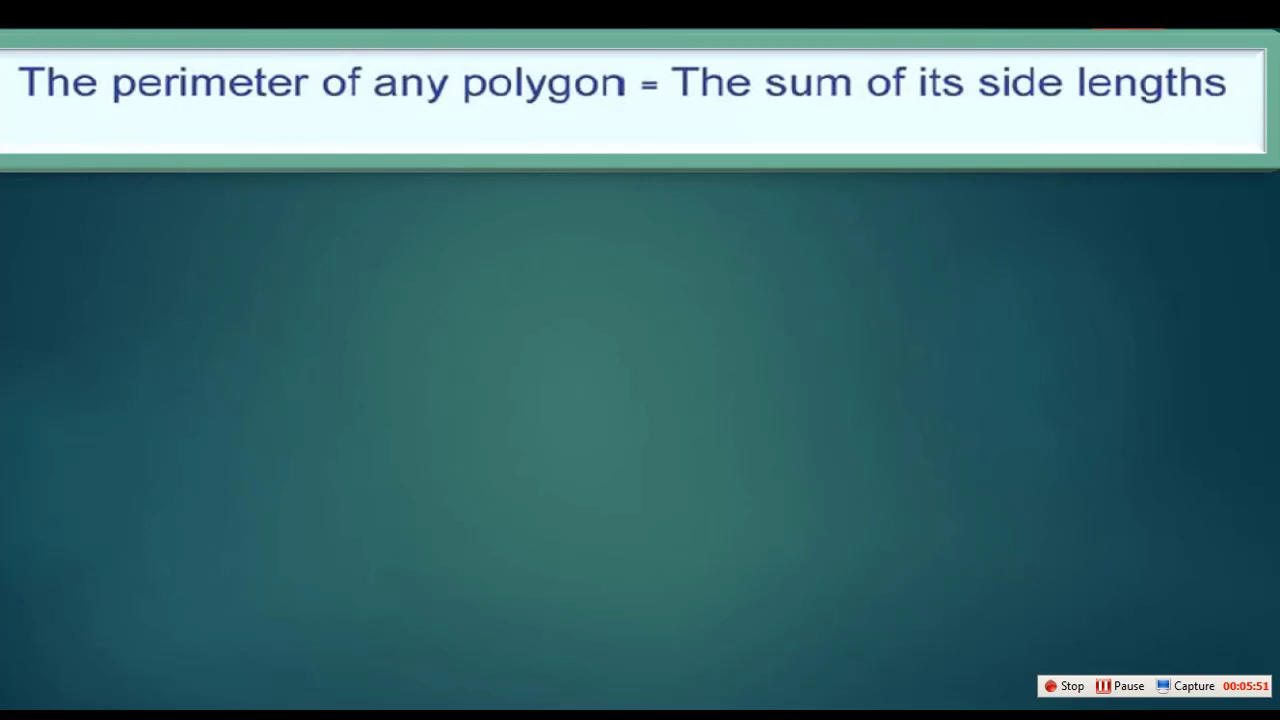 The perimeter of any polygon = The sum of its side lengths
Stop Pause Capture 00:05:51